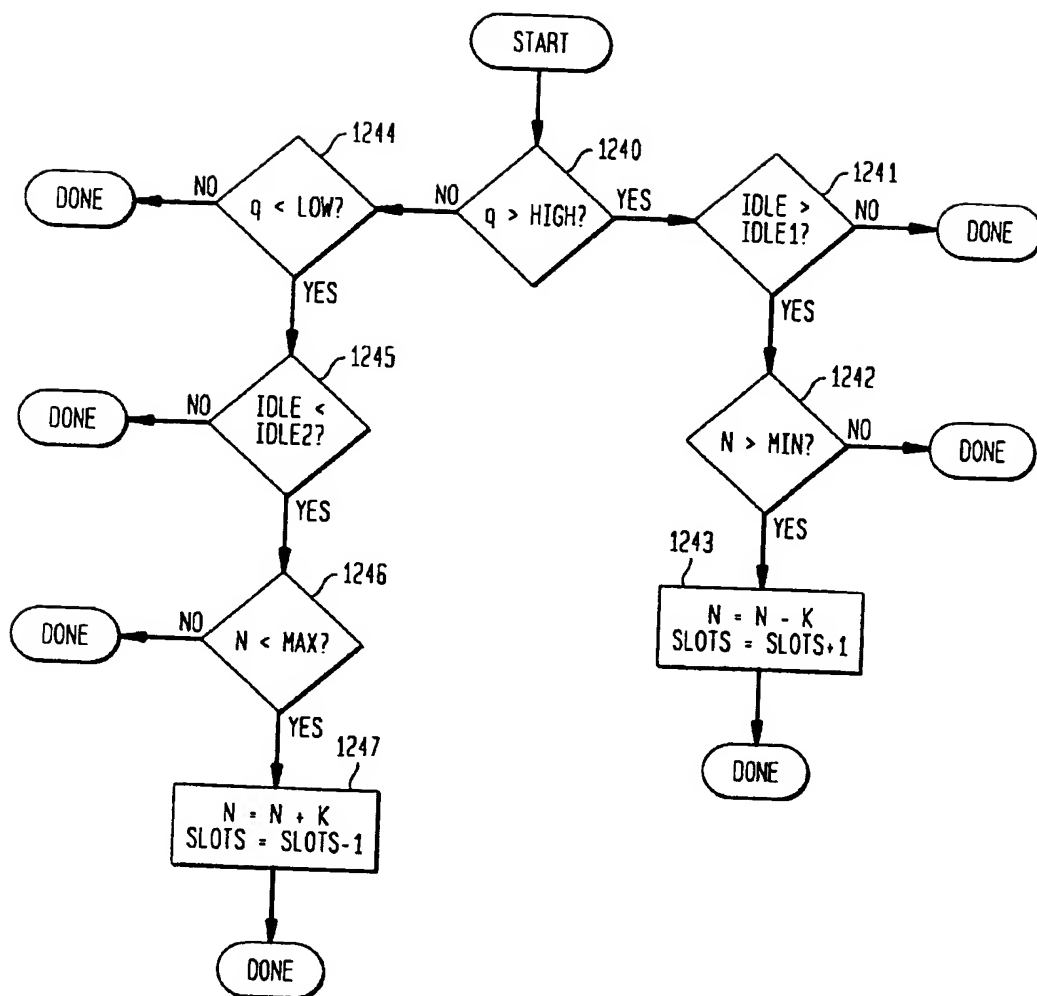 START
1244
1240
1241
DONE
NO
q < LOW?
NO
q > HIGH?
YES
IDLE >
IDLE1?
NO
DONE
YES
YES
1245
1242
DONE
NO
IDLE <
IDLE2?
N > MIN?
NO
DONE
YES
YES
1246
1243
DONE
NO
N < MAX?
N = N - K
SLOTS = SLOTS+1
YES
1247
DONE
N = N + K
SLOTS = SLOTS-1
DONE